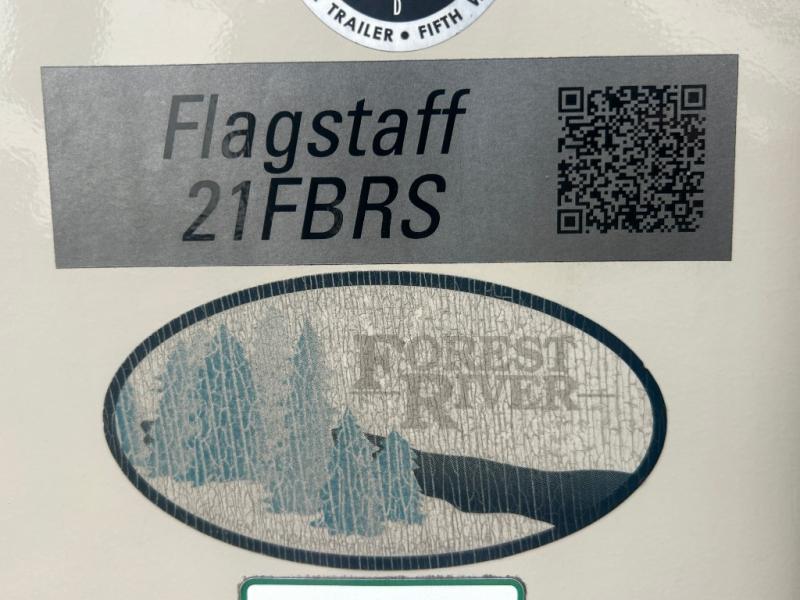 TRAILER • FIFTH
Flagstaff
21FBRS
FOREST
RIVER